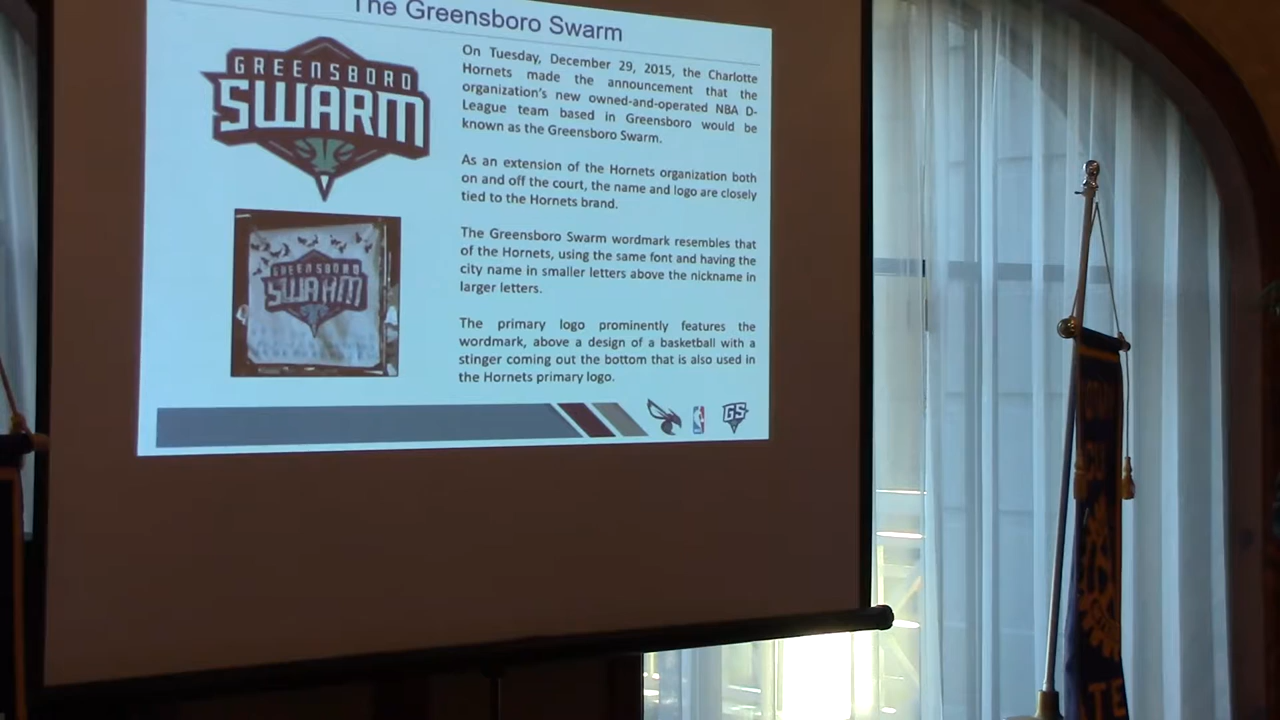 The Greensboro Swarm
GREENSBORO
SWARM
On Tuesday, December 29, 2015, the Charlotte
Hornets made the announcement that the
organization's new owned-and-operated NBA D-
League team based in Greensboro would be
known as the Greensboro Swarm.
As an extension of the Hornets organization both
on and off the court, the name and logo are closely
tied to the Hornets brand.
GREENSBORO
SWARM
The Greensboro Swarm wordmark resembles that
of the Hornets, using the same font and having the
city name in smaller letters above the nickname in
larger letters.
The primary logo prominently features the
wordmark, above a design of a basketball with a
stinger coming out the bottom that is also used in
the Hornets primary logo.
GS